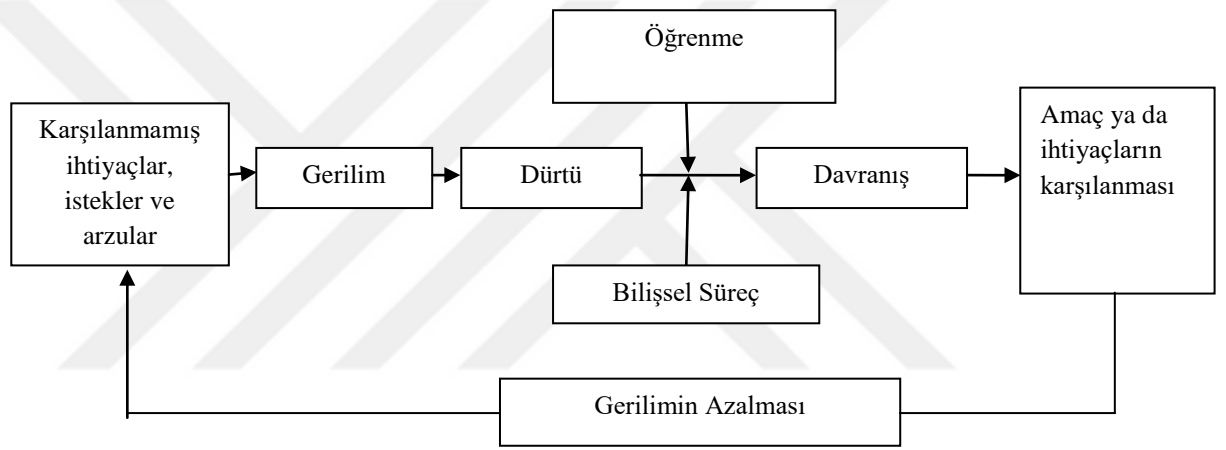 Öğrenme
Karşılanmamış
ihtiyaçlar,
istekler ve
arzular
Gerilim
Dürtü
Davranış
Amaç ya da
ihtiyaçların
karşılanması
Bilişsel Süreç
Gerilimin Azalması